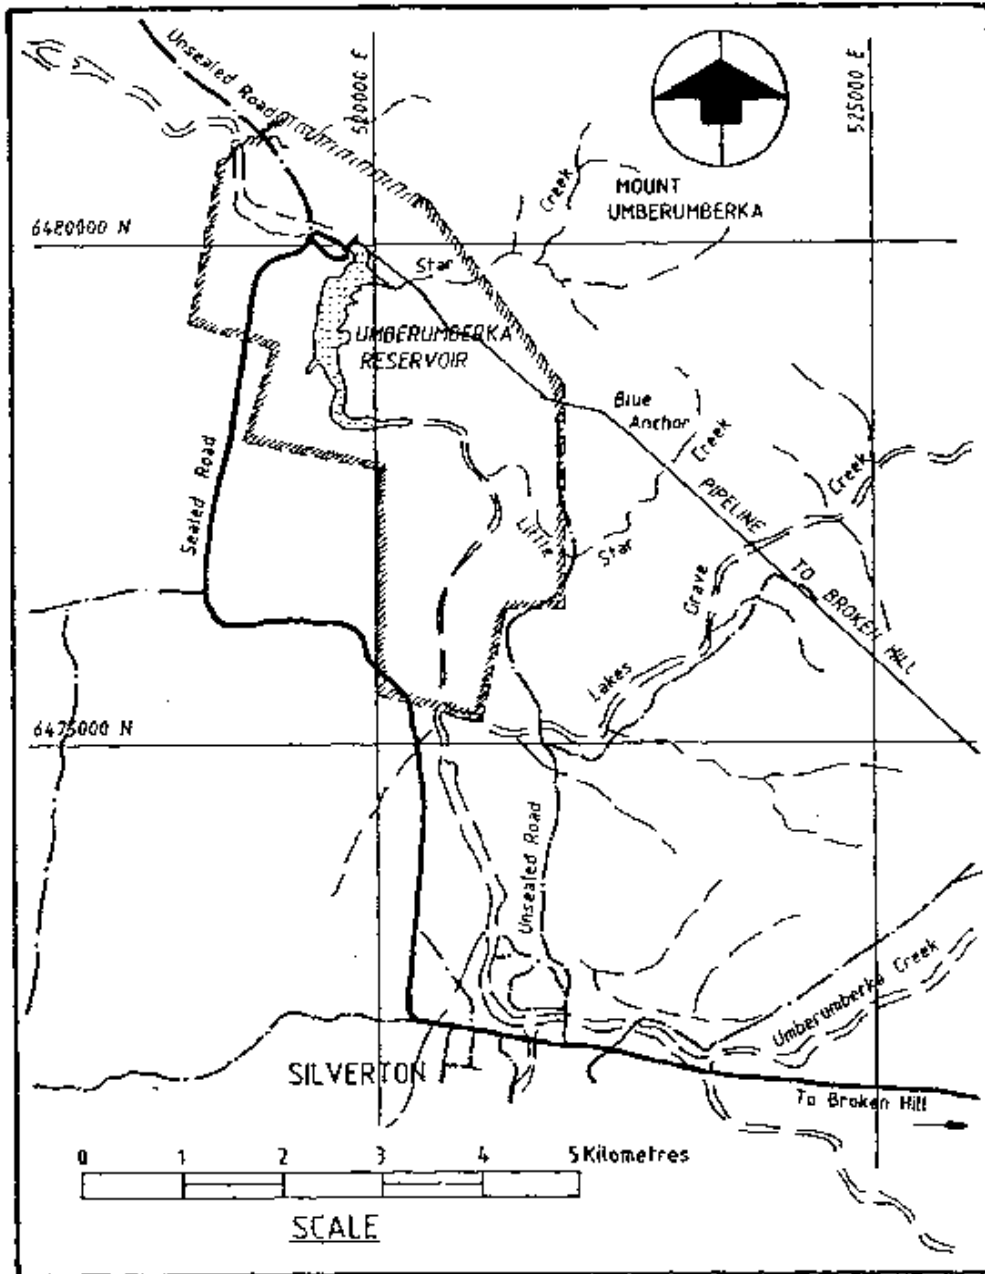 Unsealed Road
500000 E
525000 E
MOUNT
UMBERUMBERKA
Creek
6480000 N
Star
UMBERUMBERKA
RESERVOIR
Blue
Anchor
Creek
Sealed Road
PIPELINE
TO BROKEN HILL
Creek
Little
Star
Grave
Lakes
6475000 N
Unsealed Road
Umberumberka Creek
SILVERTON
To Broken Hill
0 1 2 3 4 5 Kilometres
SCALE